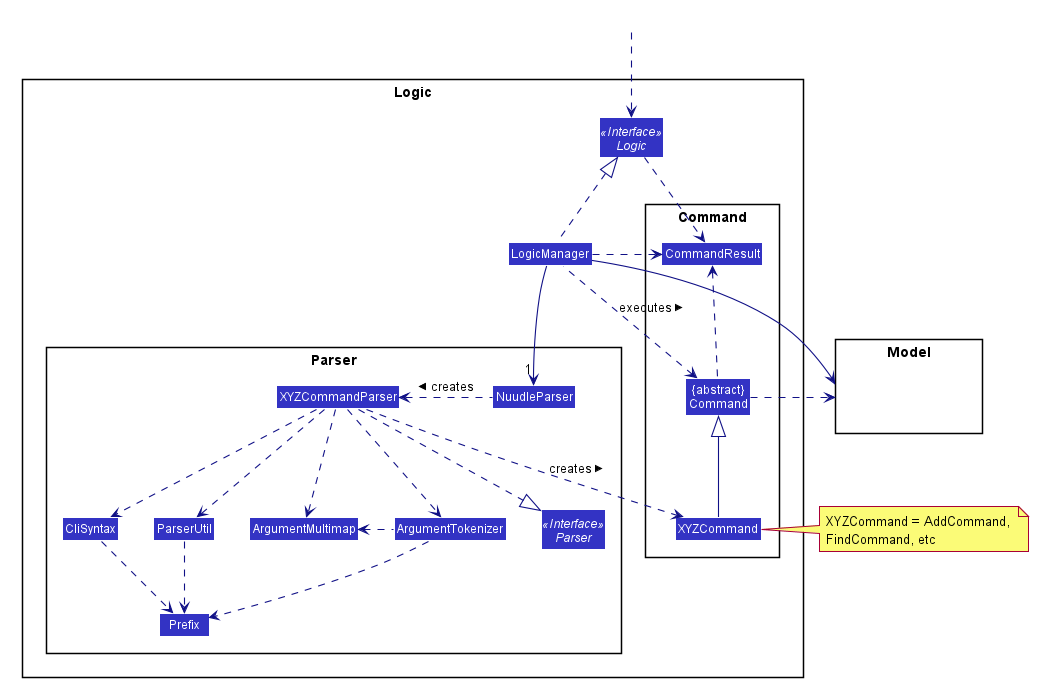 Logic
«Interface»
Logic
Command
LogicManager
CommandResult
executes ►
Model
Parser
1
{abstract}
Command
XYZCommandParser
◄ creates
NuudleParser
creates ►
CliSyntax
ParserUtil
ArgumentMultimap
ArgumentTokenizer
«Interface»
Parser
XYZCommand
XYZCommand = AddCommand,
FindCommand, etc
Prefix